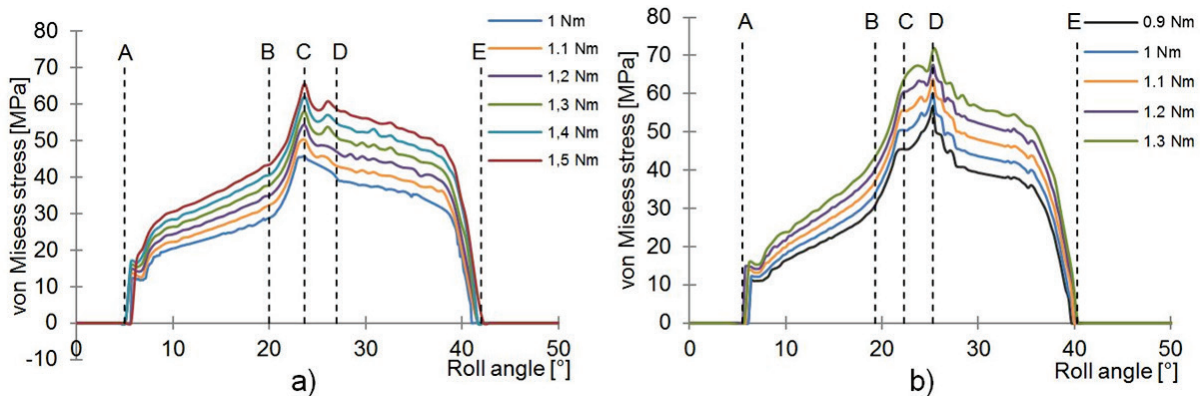 80
70
60
50
40
30
20
10
0
-10
von Misess stress [MPa]
A
B
C
D
E
1 Nm
1.1 Nm
1,2 Nm
1,3 Nm
1,4 Nm
1,5 Nm
0
10
20
30
40
50
Roll angle [°]
a)
80
70
60
50
40
30
20
10
0
von Misess stress [MPa]
A
B
C
D
E
0.9 Nm
1 Nm
1.1 Nm
1.2 Nm
1.3 Nm
0
10
20
30
40
50
Roll angle [°]
b)